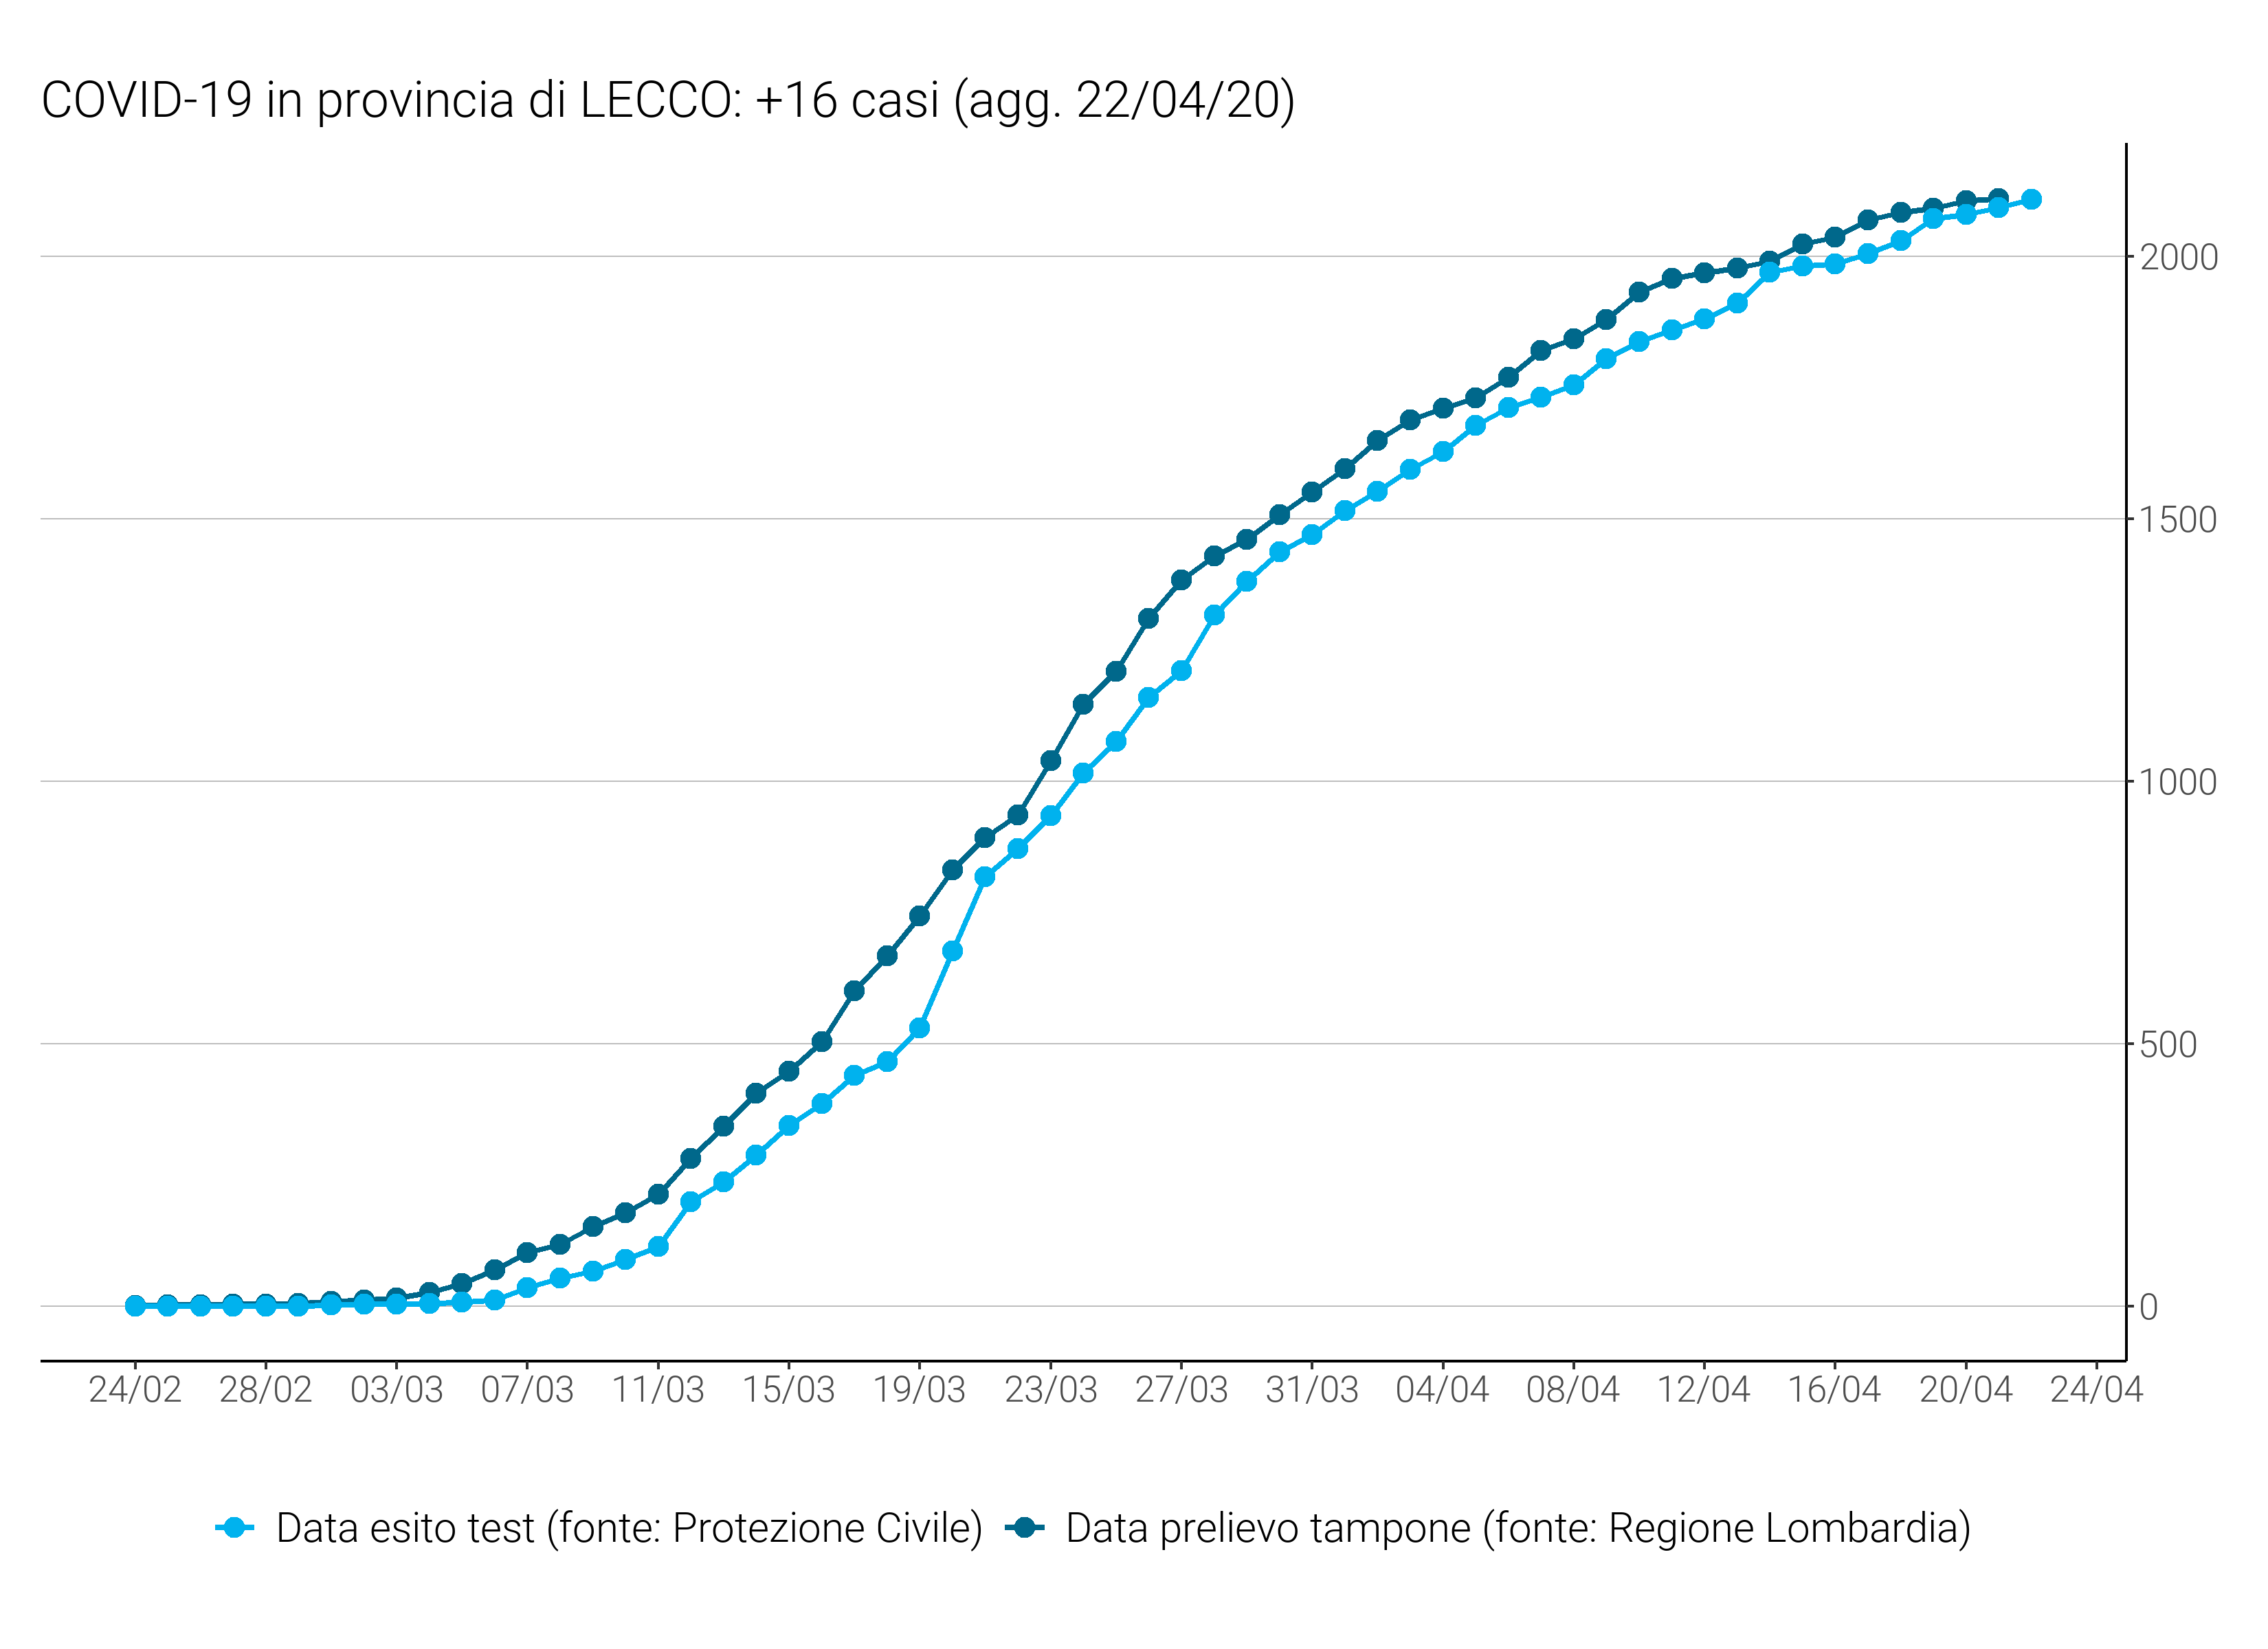 COVID-19 in provincia di LECCO: +16 casi (agg. 22/04/20)
2000
1500
1000
500
0
24/02 28/02 03/03 07/03 11/03 15/03 19/03 23/03 27/03 31/03 04/04 08/04 12/04 16/04 20/04 24/04
Data esito test (fonte: Protezione Civile) Data prelievo tampone (fonte: Regione Lombardia)